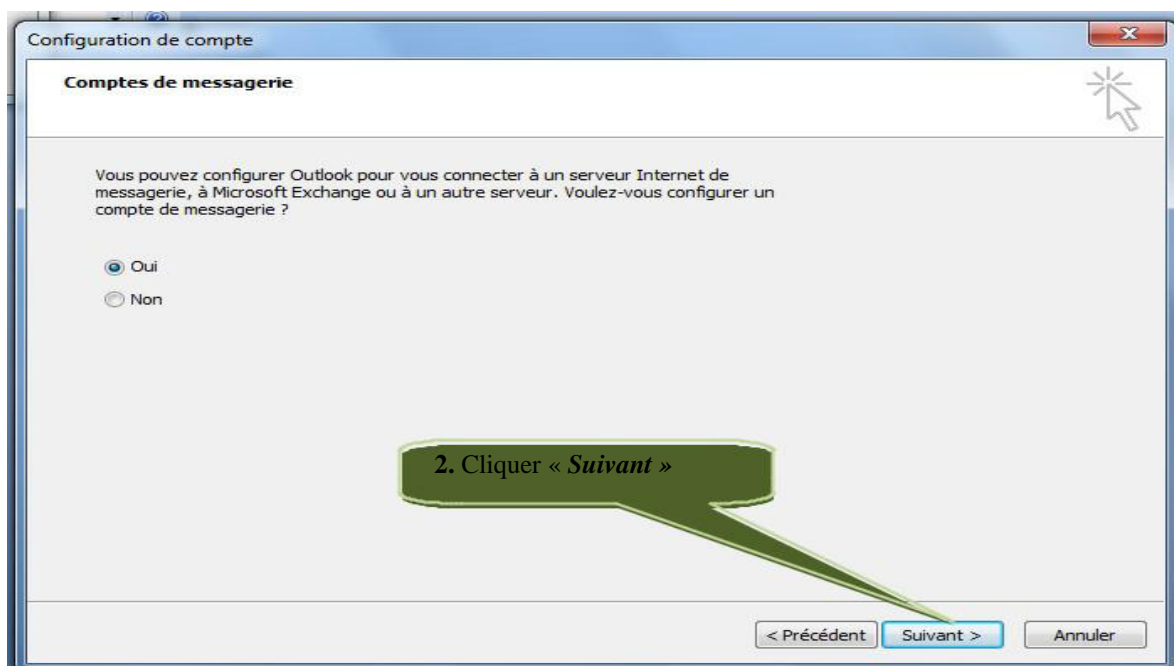 Configuration de compte
Comptes de messagerie
Vous pouvez configurer Outlook pour vous connecter à un serveur Internet de
messagerie, à Microsoft Exchange ou à un autre serveur. Voulez-vous configurer un
compte de messagerie ?
Oui
Non
2. Cliquer « Suivant »
< Précédent Suivant > Annuler